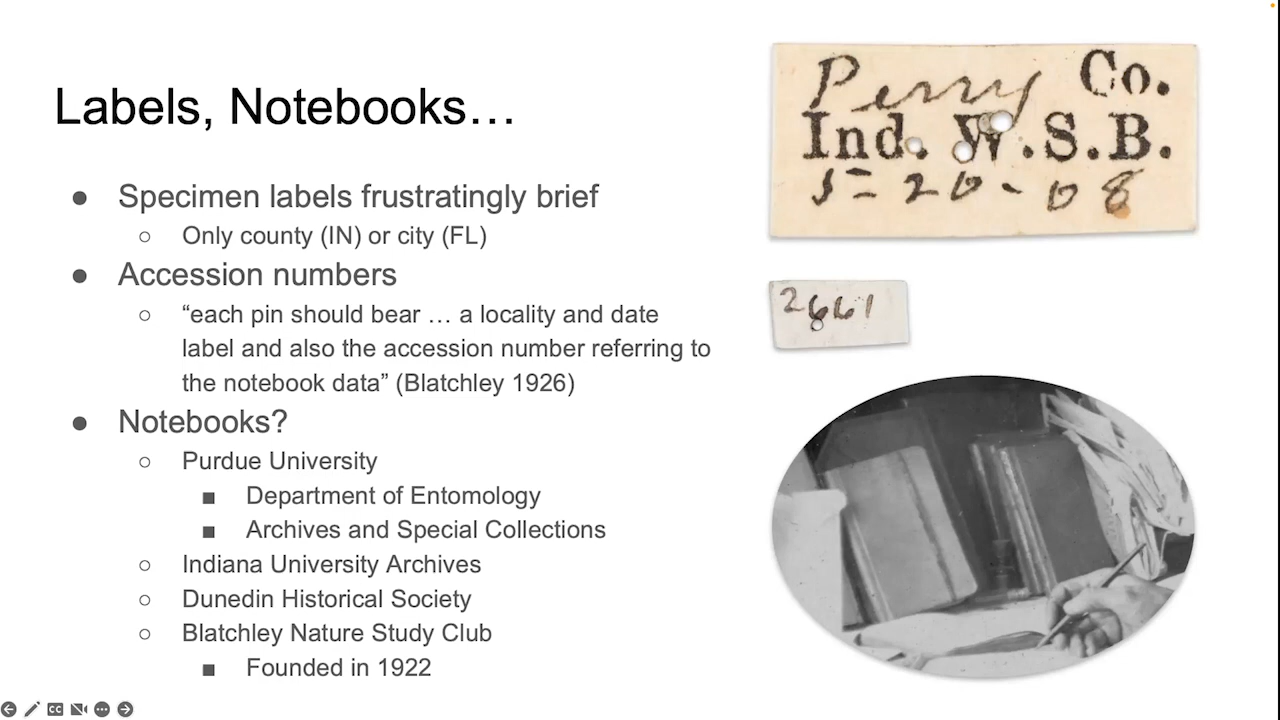 Labels, Notebooks…
● Specimen labels frustratingly brief
○ Only county (IN) or city (FL)
● Accession numbers
○ “each pin should bear … a locality and date
label and also the accession number referring to
the notebook data” (Blatchley 1926)
● Notebooks?
○ Purdue University
■ Department of Entomology
■ Archives and Special Collections
○ Indiana University Archives
○ Dunedin Historical Society
○ Blatchley Nature Study Club
■ Founded in 1922
Perry Co.
Ind. W.S.B.
5-20-08
2661
CC